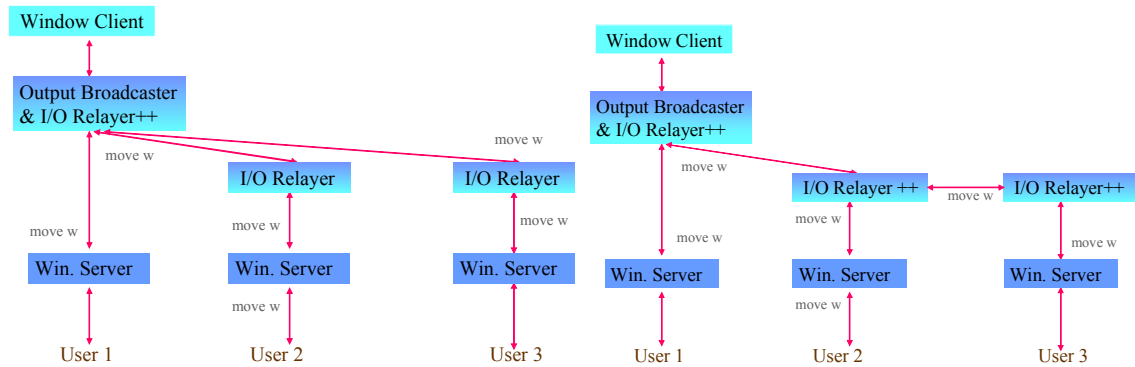 Window Client
Output Broadcaster
& I/O Relayer++
move w
move w
I/O Relayer
I/O Relayer
move w
move w
move w
Win. Server
Win. Server
Win. Server
move w
User 1
User 2
User 3
Window Client
Output Broadcaster
& I/O Relayer++
move w
I/O Relayer ++
move w
I/O Relayer++
move w
move w
move w
Win. Server
Win. Server
Win. Server
move w
User 1
User 2
User 3